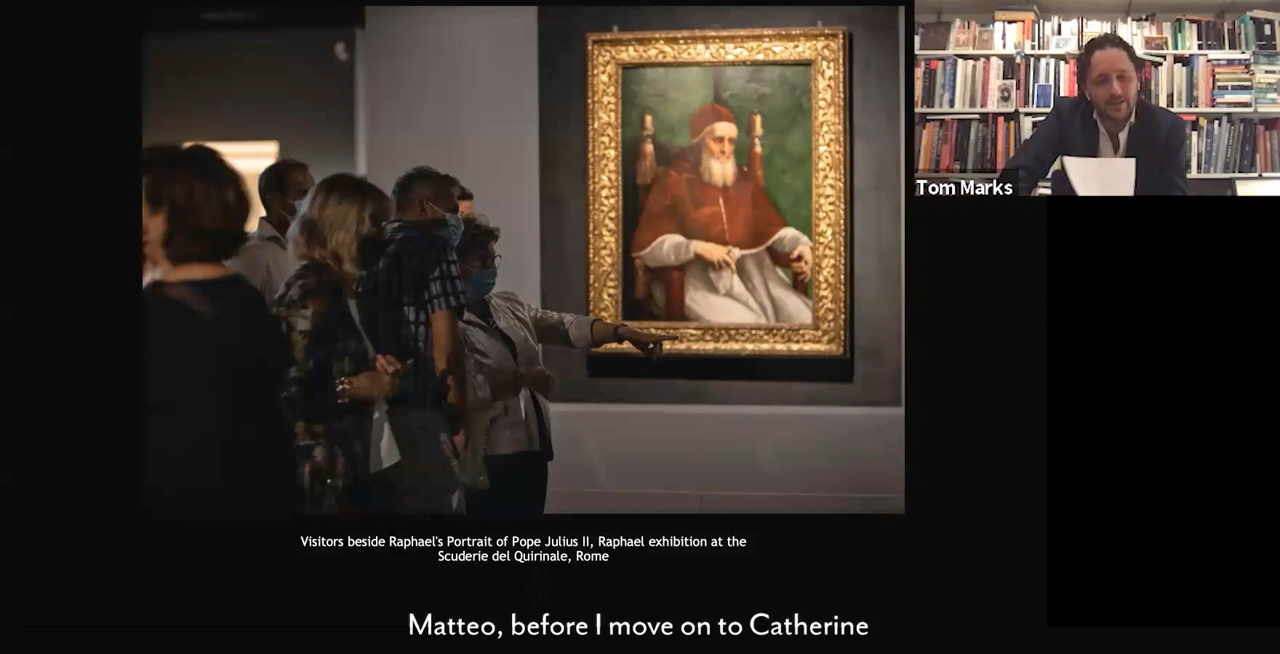 Tom Marks
Visitors beside Raphael's Portrait of Pope Julius II, Raphael exhibition at the
Scuderie del Quirinale, Rome
Matteo, before I move on to Catherine